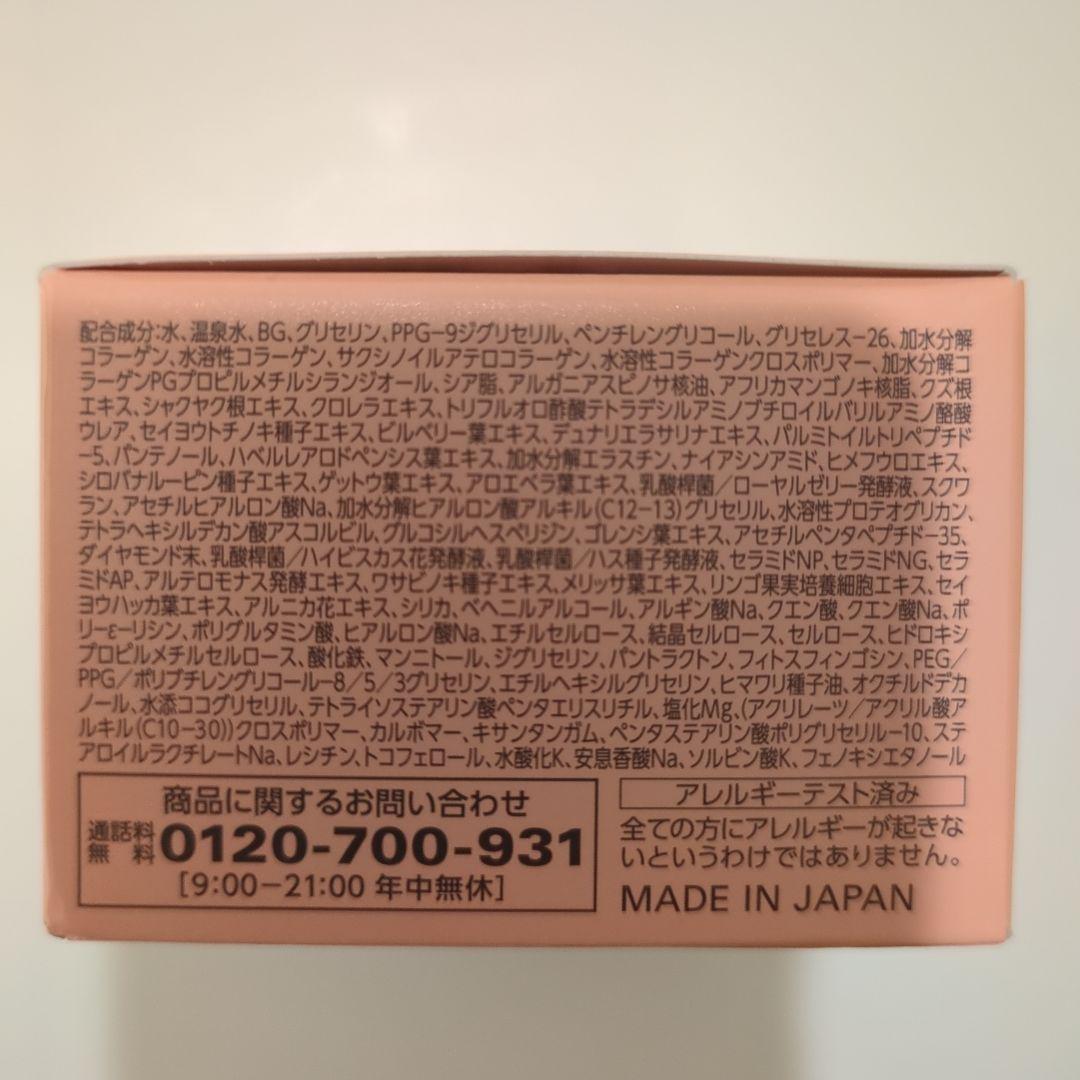 配合成分:水、温泉水、BG、グリセリン、PPG−9ジグリセリル、ペンチレングリコール、グリセレス−26、加水分解
コラーゲン、水溶性コラーゲン、サクシノイルアテロコラーゲン、水溶性コラーゲンクロスポリマー、加水分解コ
ラーゲンPGプロピルメチルシランジオール、シア脂、アルガニアスピノサ核油、アフリカマンゴノキ核脂、クズ根
エキス、シャクヤク根エキス、クロレラエキス、トリフルオロ酢酸テトラデシルアミノブチロイルバリルアミノ酪酸
ウレア、セイヨウトチノキ種子エキス、ビルベリー葉エキス、デュナリエラサリナエキス、パルミトイルトリペプチド
−5、パンテノール、ハベルレアロドペンシス葉エキス、加水分解エラスチン、ナイアシンアミド、ヒメフウロエキス、
シロバナルーピン種子エキス、ゲットウ葉エキス、アロエベラ葉エキス、乳酸桿菌／ローヤルゼリー発酵液、スクワ
ラン、アセチルヒアルロン酸Na、加水分解ヒアルロン酸アルキル(C12−13)グリセリル、水溶性プロテオグリカン、
テトラヘキシルデカン酸アスコルビル、グルコシルヘスペリジン、ゴレンシ葉エキス、アセチルペンタペプチド−35、
ダイヤモンド末、乳酸桿菌／ハイビスカス花発酵液、乳酸桿菌／ハス種子発酵液、セラミドNP、セラミドNG、セラ
ミドAP、アルテロモナス発酵エキス、ワサビノキ種子エキス、メリッサ葉エキス、リンゴ果実培養細胞エキス、セイ
ヨウハッカ葉エキス、アルニカ花エキス、シリカ、ベヘニルアルコール、アルギン酸Na、クエン酸、クエン酸Na、ポ
リ−ε−リシン、ポリグルタミン酸、ヒアルロン酸Na、エチルセルロース、結晶セルロース、セルロース、ヒドロキシ
プロピルメチルセルロース、酸化鉄、マンニトール、ジグリセリン、パントラクトン、フィトスフィンゴシン、PEG／
PPG／ポリブチレングリコール−8／5／3グリセリン、エチルヘキシルグリセリン、ヒマワリ種子油、オクチルドデカ
ノール、水添ココグリセリル、テトライソステアリン酸ペンタエリスリチル、塩化Mg、(アクリレーツ／アクリル酸ア
ルキル(C10−30))クロスポリマー、カルボマー、キサンタンガム、ペンタステアリン酸ポリグリセリル−10、ステ
アロイルラクチレートNa、レシチン、トコフェロール、水酸化K、安息香酸Na、ソルビン酸K、フェノキシエタノール
商品に関するお問い合わせ
通話料
無料
0120-700-931
[9:00−21:00 年中無休]
アレルギーテスト済み
全ての方にアレルギーが起きな
いというわけではありません。
MADE IN JAPAN